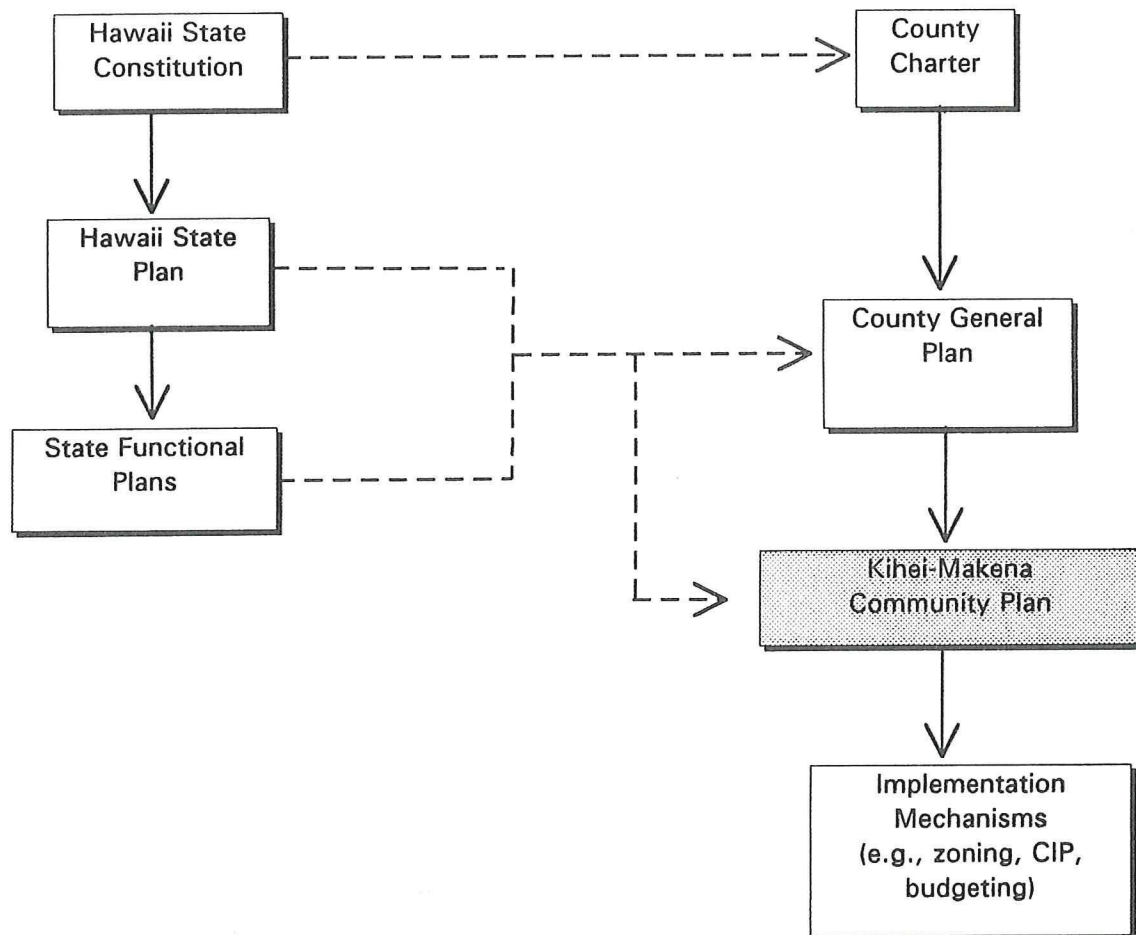 Hawaii State
Constitution
County
Charter
Hawaii State
Plan
County General
Plan
State Functional
Plans
Kihei-Makena
Community Plan
Implementation
Mechanisms
(e.g., zoning, CIP,
budgeting)